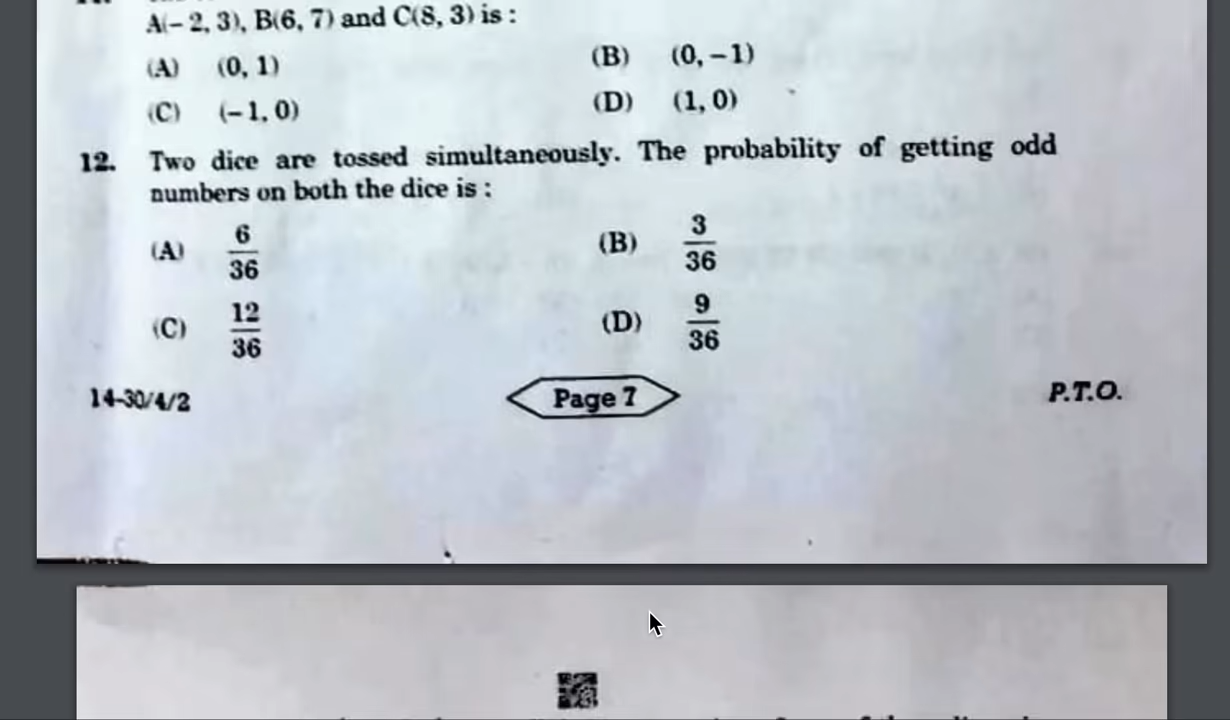 A(– 2, 3), B(6, 7) and C(8, 3) is :
(A) (0, 1) (B) (0, – 1)
(C) (– 1, 0) (D) (1, 0)
12. Two dice are tossed simultaneously. The probability of getting odd
numbers on both the dice is :
(A) 6/36 (B) 3/36
(C) 12/36 (D) 9/36
14-30/4/2 Page 7 P.T.O.